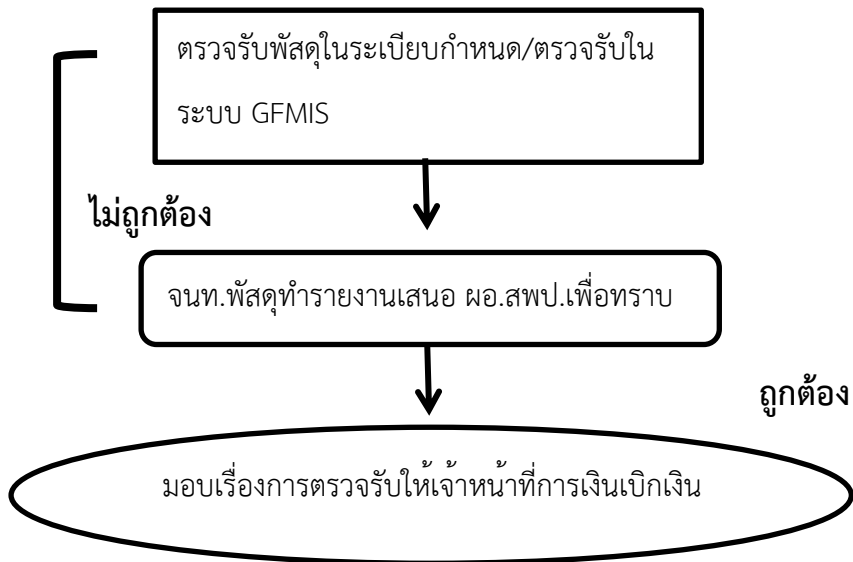 ตรวจรับพัสดุในระเบียบกำหนด/ตรวจรับใน
ระบบ GFMIS
ไม่ถูกต้อง
จนท.พัสดุทำรายงานเสนอ ผอ.สพป.เพื่อทราบ
ถูกต้อง
มอบเรื่องการตรวจรับให้เจ้าหน้าที่การเงินเบิกเงิน